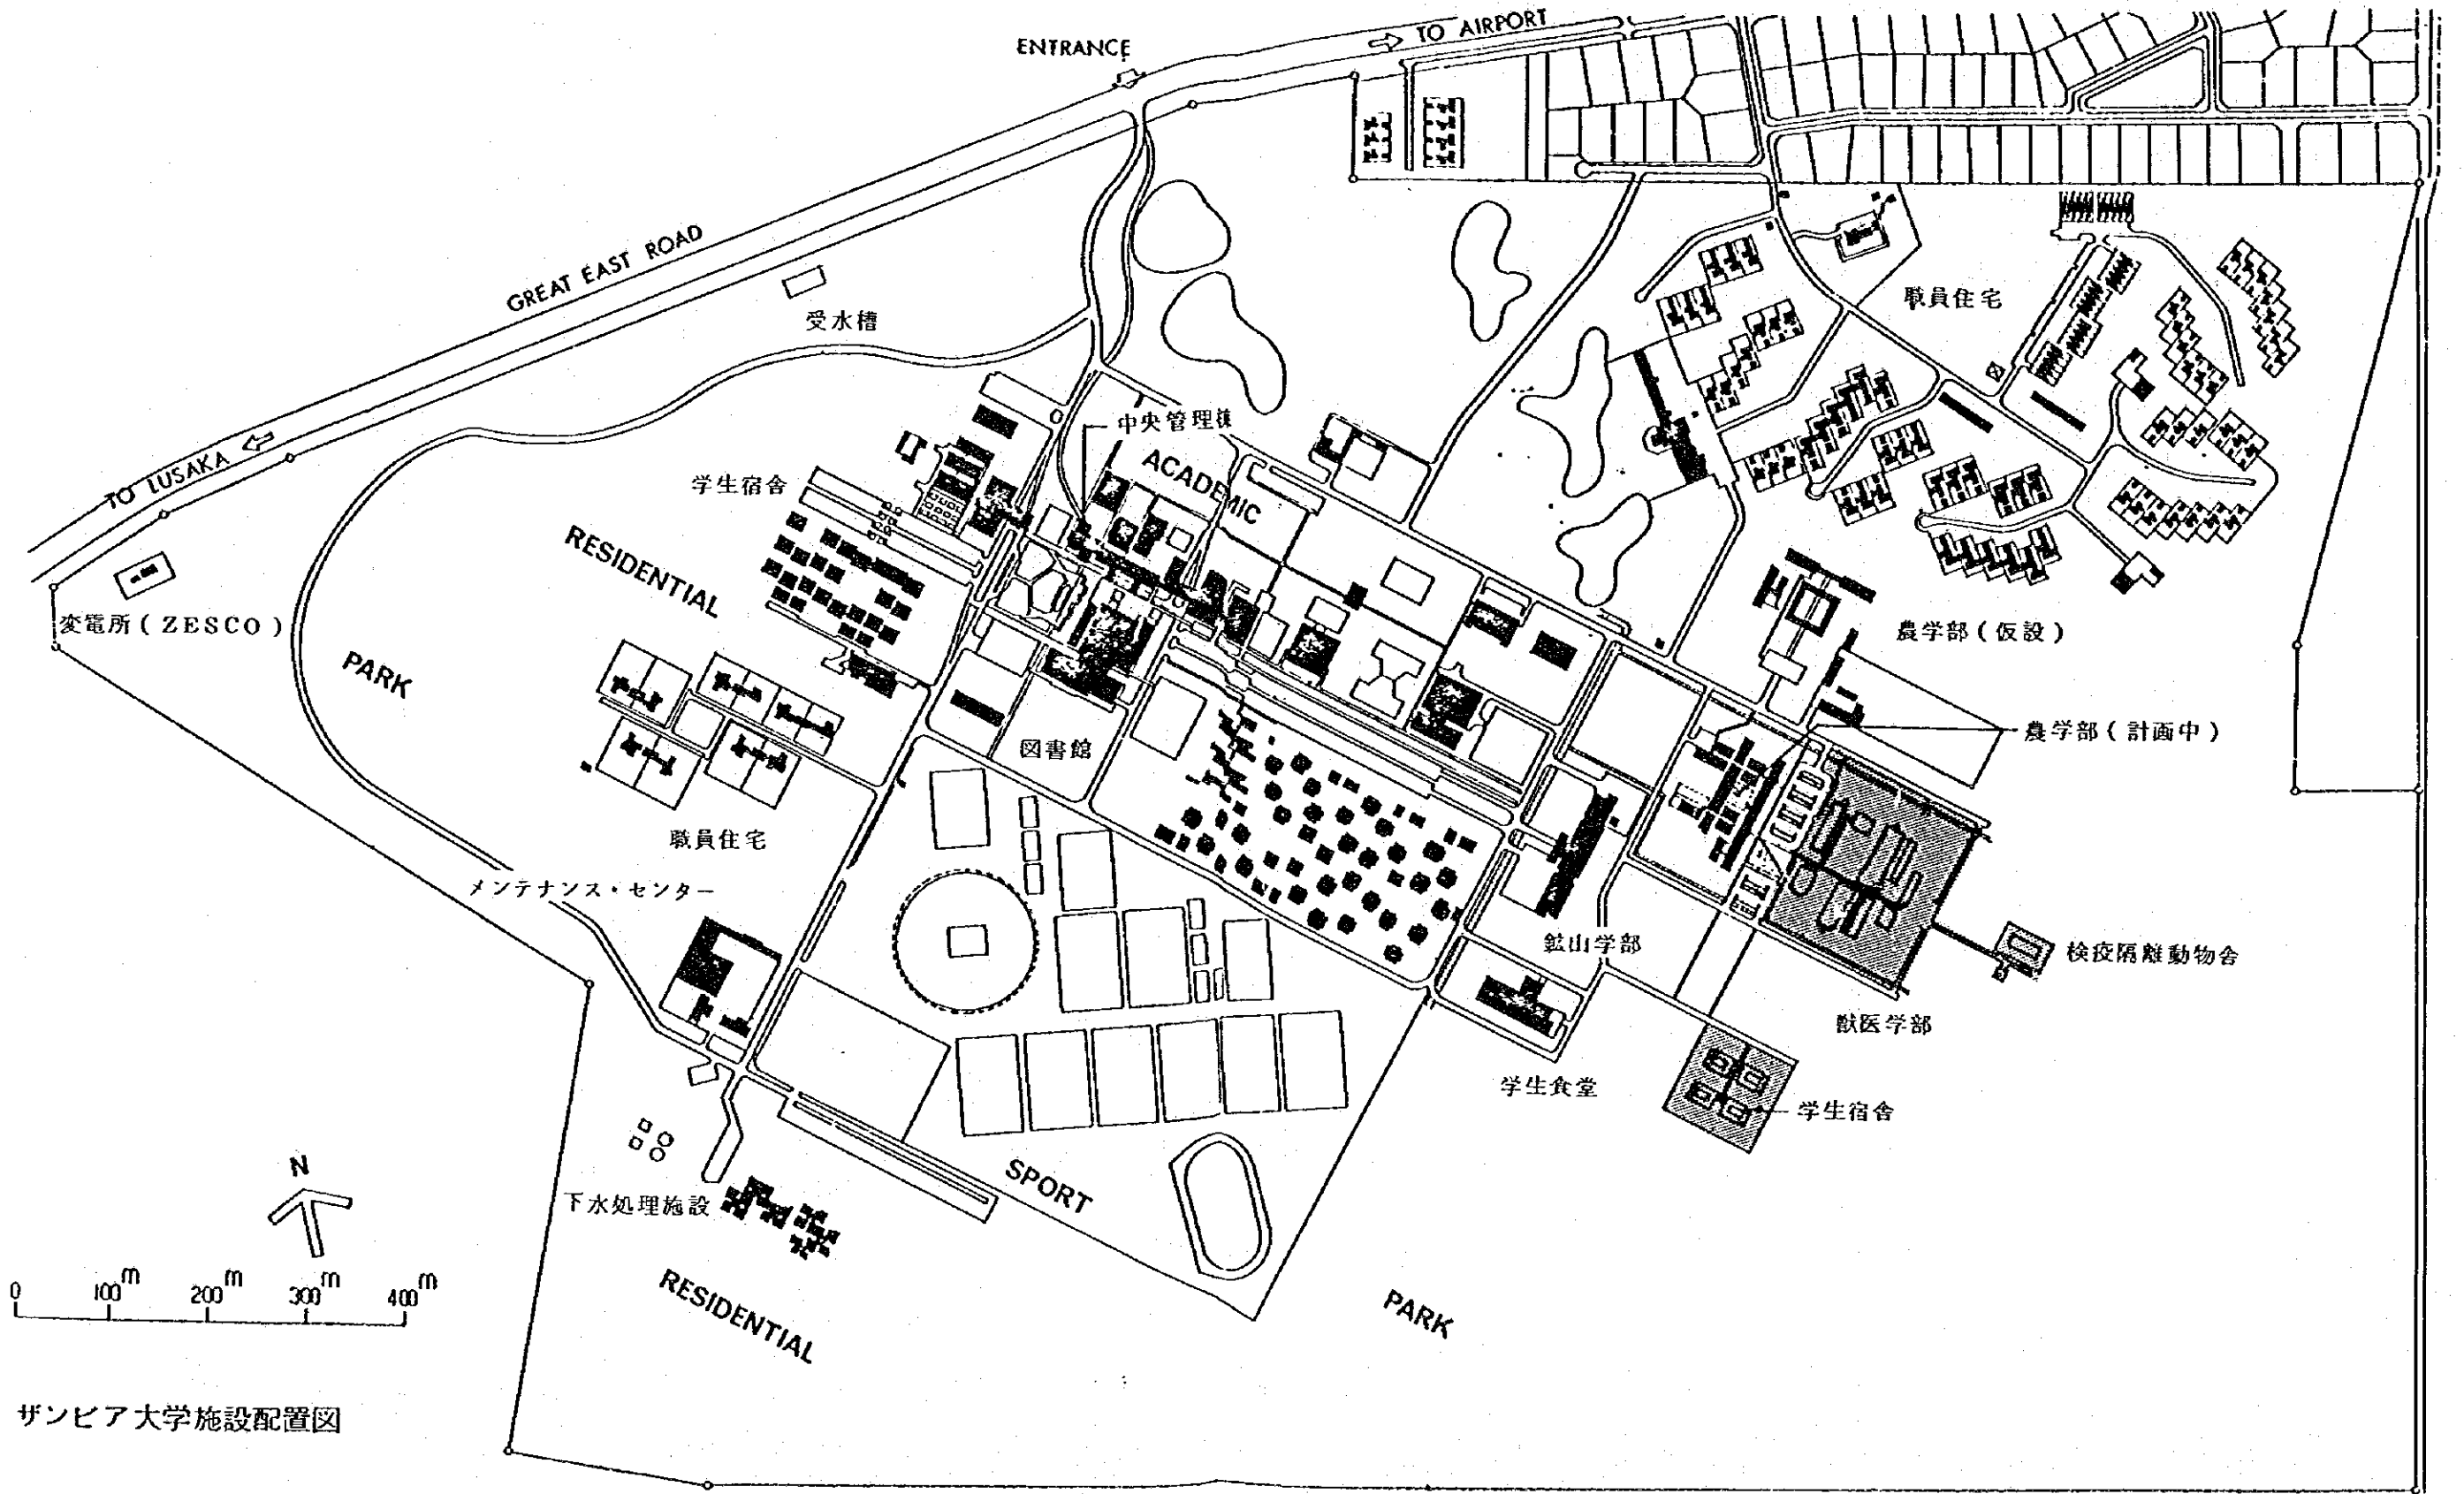 ENTRANCE
⇨ TO AIRPORT
GREAT EAST ROAD
受水槽
職員住宅
TO LUSAKA
中央管理棟
ACADEMIC
学生宿舎
RESIDENTIAL
変電所(ZESCO)
農学部(仮設)
PARK
農学部(計画中)
図書館
職員住宅
メンテナンス・センター
鉱山学部
検疫隔離動物舎
獣医学部
学生食堂
学生宿舎
N
SPORT
下水処理施設
0 100m 200m 300m 400m
RESIDENTIAL
PARK
ザンビア大学施設配置図